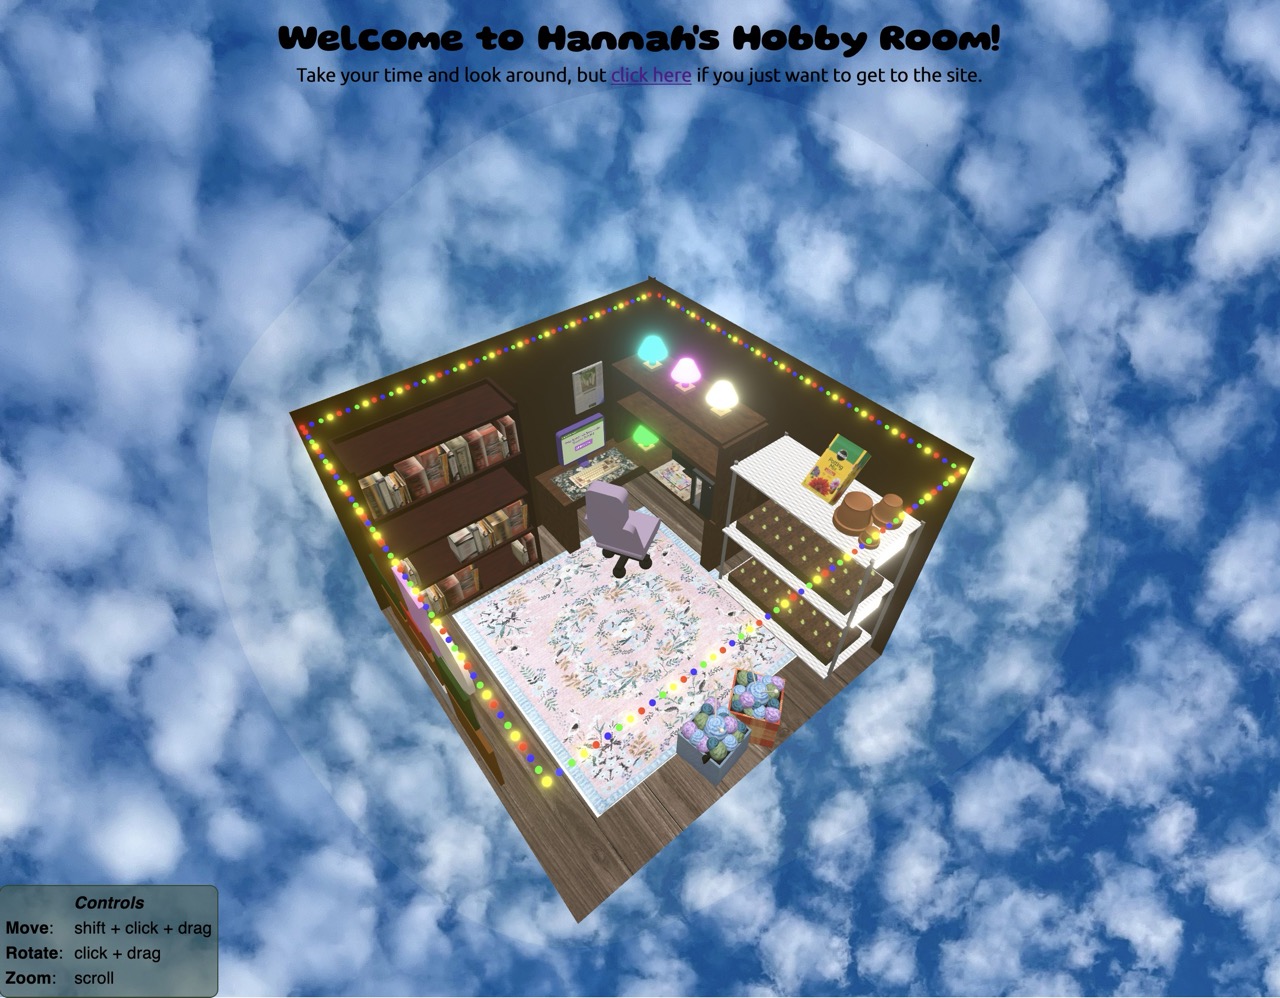 Welcome to Hannah's Hobby Room!
Take your time and look around, but click here if you just want to get to the site.
Controls
Move: shift + click + drag
Rotate: click + drag
Zoom: scroll